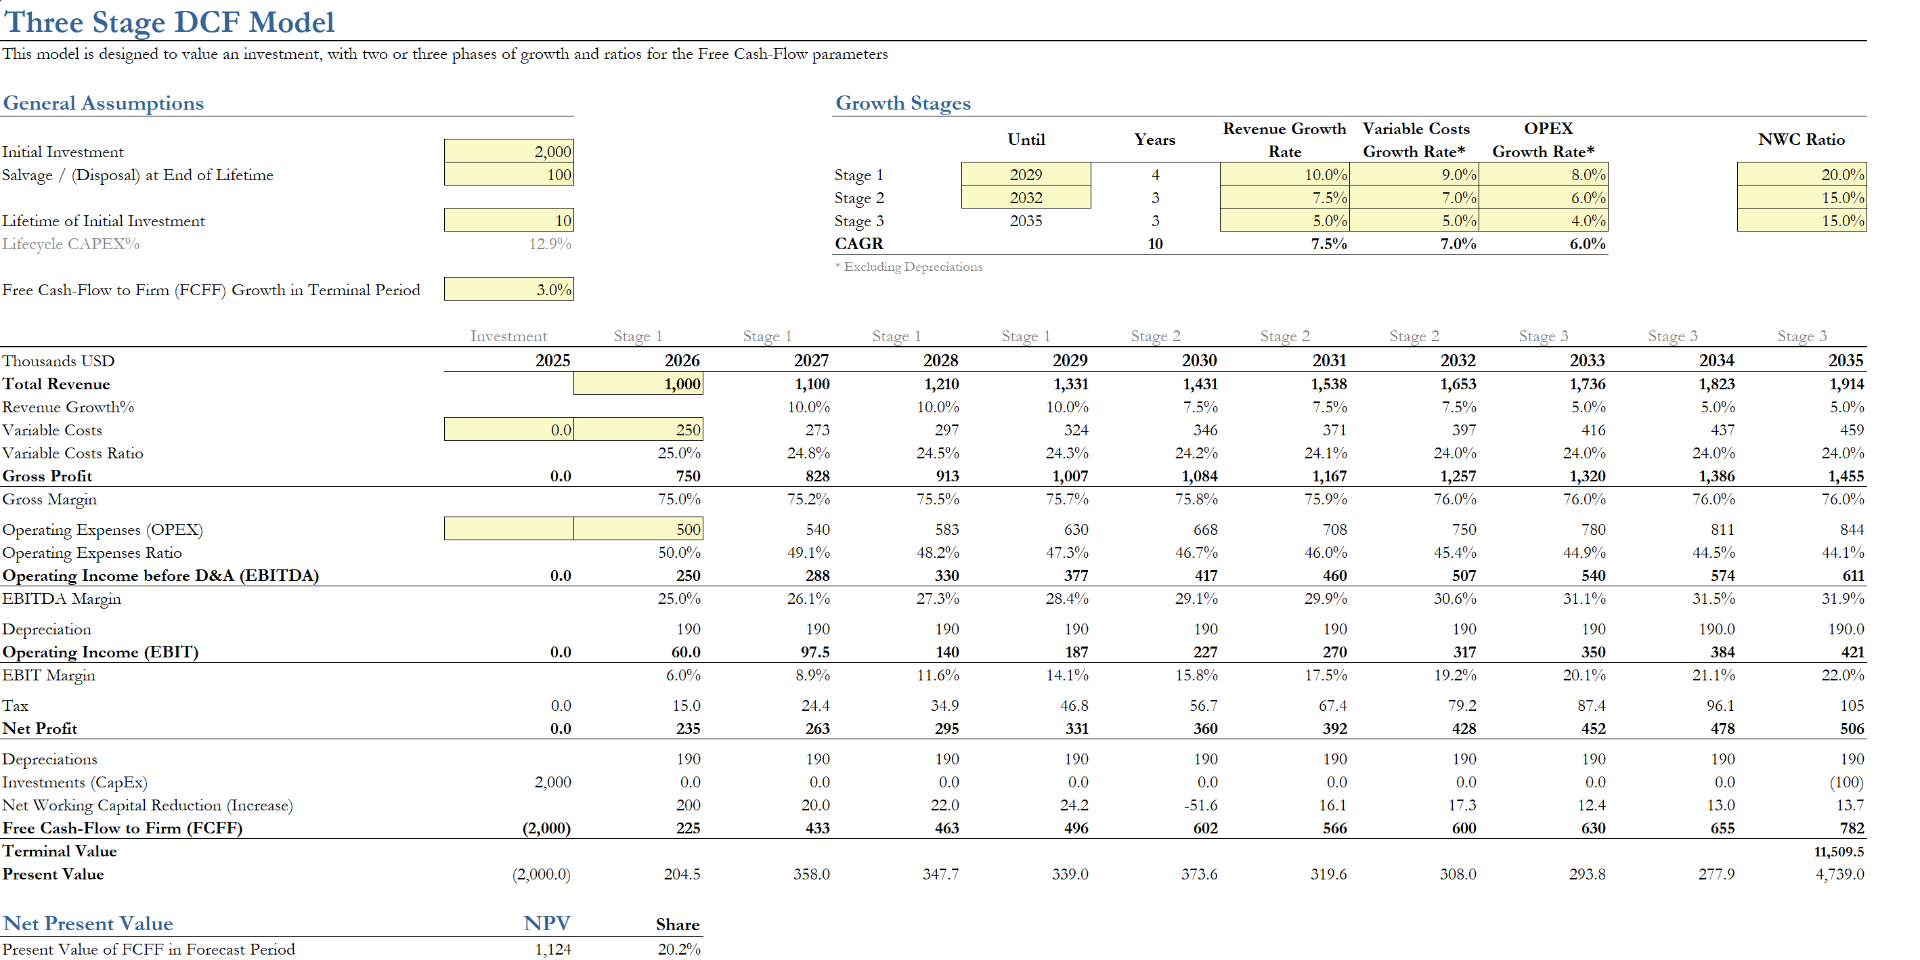 Three Stage DCF Model
This model is designed to value an investment, with two or three phases of growth and ratios for the Free Cash-Flow parameters
General Assumptions
Initial Investment 2,000
Salvage / (Disposal) at End of Lifetime 100
Lifetime of Initial Investment 10
Lifecycle CAPEX% 12.9%
Free Cash-Flow to Firm (FCFF) Growth in Terminal Period 3.0%
Growth Stages
Until Years Revenue Growth Rate Variable Costs Growth Rate* OPEX Growth Rate* NWC Ratio
Stage 1 2029 4 10.0% 9.0% 8.0% 20.0%
Stage 2 2032 3 7.5% 7.0% 6.0% 15.0%
Stage 3 2035 3 5.0% 5.0% 4.0% 15.0%
CAGR 10 7.5% 7.0% 6.0%
* Excluding Depreciations
Investment Stage 1 Stage 1 Stage 1 Stage 1 Stage 2 Stage 2 Stage 2 Stage 3 Stage 3 Stage 3
Thousands USD 2025 2026 2027 2028 2029 2030 2031 2032 2033 2034 2035
Total Revenue 1,000 1,100 1,210 1,331 1,431 1,538 1,653 1,736 1,823 1,914
Revenue Growth% 10.0% 10.0% 10.0% 7.5% 7.5% 7.5% 5.0% 5.0% 5.0%
Variable Costs 0.0 250 273 297 324 346 371 397 416 437 459
Variable Costs Ratio 25.0% 24.8% 24.5% 24.3% 24.2% 24.1% 24.0% 24.0% 24.0% 24.0%
Gross Profit 0.0 750 828 913 1,007 1,084 1,167 1,257 1,320 1,386 1,455
Gross Margin 75.0% 75.2% 75.5% 75.7% 75.8% 75.9% 76.0% 76.0% 76.0% 76.0%
Operating Expenses (OPEX) 500 540 583 630 668 708 750 780 811 844
Operating Expenses Ratio 50.0% 49.1% 48.2% 47.3% 46.7% 46.0% 45.4% 44.9% 44.5% 44.1%
Operating Income before D&A (EBITDA) 0.0 250 288 330 377 417 460 507 540 574 611
EBITDA Margin 25.0% 26.1% 27.3% 28.4% 29.1% 29.9% 30.6% 31.1% 31.5% 31.9%
Depreciation 190 190 190 190 190 190 190 190 190.0 190.0
Operating Income (EBIT) 0.0 60.0 97.5 140 187 227 270 317 350 384 421
EBIT Margin 6.0% 8.9% 11.6% 14.1% 15.8% 17.5% 19.2% 20.1% 21.1% 22.0%
Tax 0.0 15.0 24.4 34.9 46.8 56.7 67.4 79.2 87.4 96.1 105
Net Profit 0.0 235 263 295 331 360 392 428 452 478 506
Depreciations 190 190 190 190 190 190 190 190 190 190
Investments (CapEx) 2,000 0.0 0.0 0.0 0.0 0.0 0.0 0.0 0.0 0.0 (100)
Net Working Capital Reduction (Increase) 200 20.0 22.0 24.2 -51.6 16.1 17.3 12.4 13.0 13.7
Free Cash-Flow to Firm (FCFF) (2,000) 225 433 463 496 602 566 600 630 655 782
Terminal Value 11,509.5
Present Value (2,000.0) 204.5 358.0 347.7 339.0 373.6 319.6 308.0 293.8 277.9 4,739.0
Net Present Value NPV Share
Present Value of FCFF in Forecast Period 1,124 20.2%